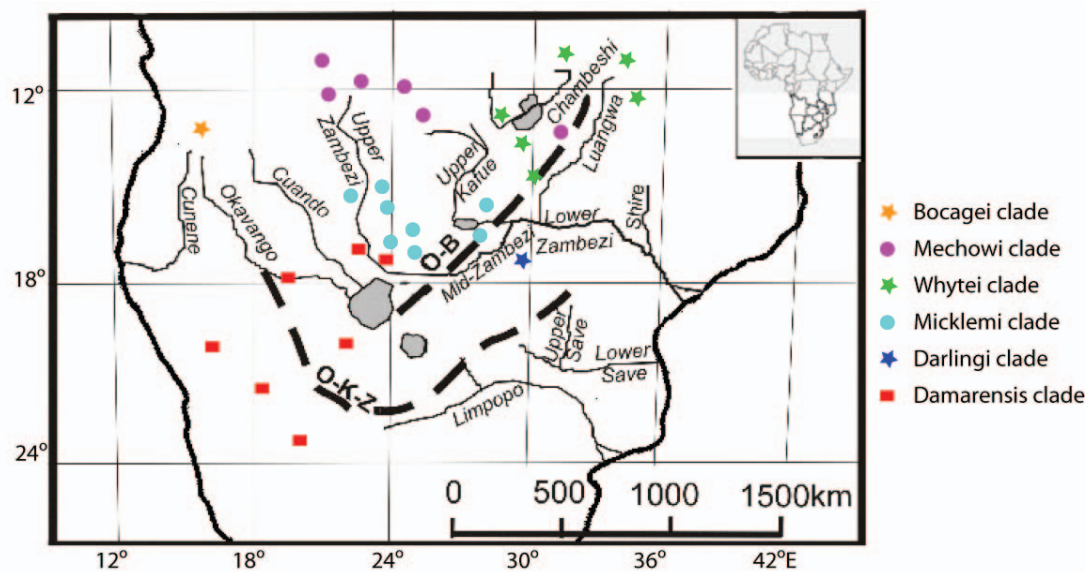 12°
18°
24°
Cunene
Okavango
Cuando
Upper
Zambezi
Upper
Kafue
Chambeshi
Luangwa
O-B
Mid-Zambezi
Lower
Zambezi
Shire
O-K-Z
Limpopo
Upper
Save
Lower
Save
0 500 1000 1500km
12° 18° 24° 30° 36° 42°E
Bocagei clade
Mechowi clade
Whytei clade
Micklemi clade
Darlingi clade
Damarensis clade